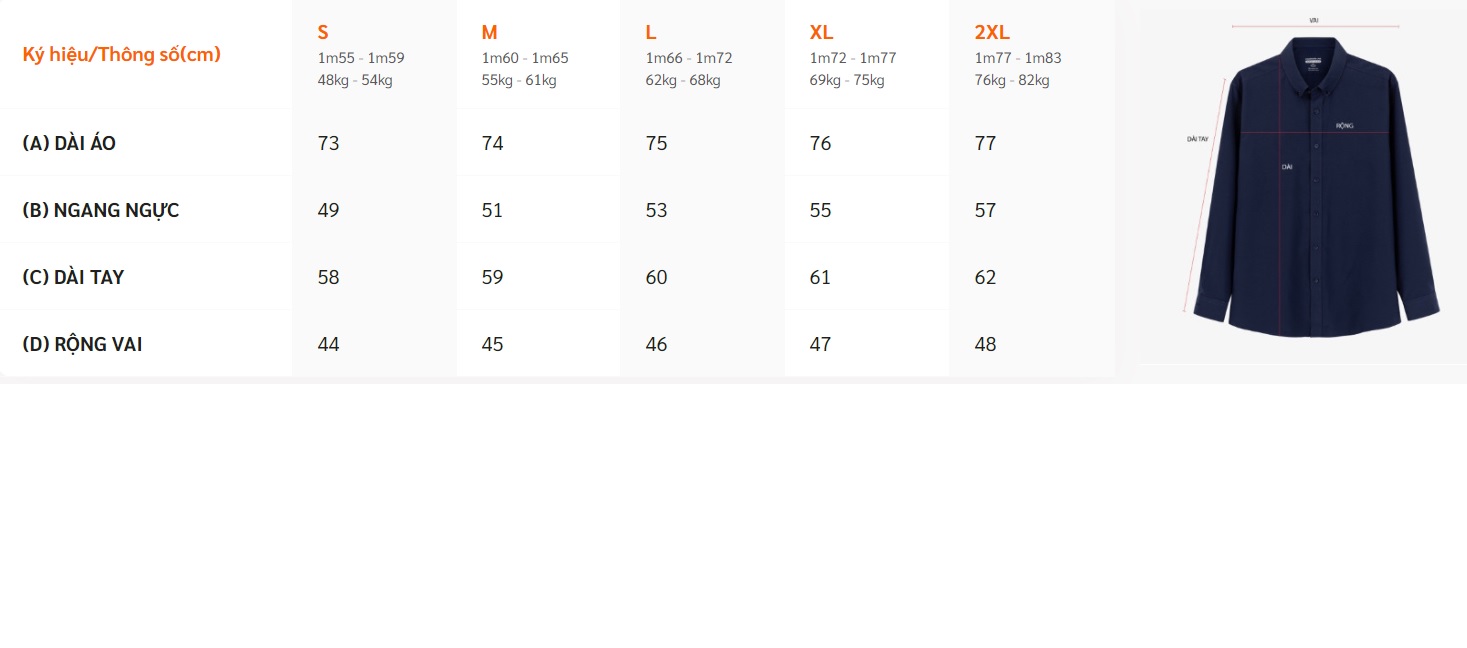 Ký hiệu/Thông số(cm)
S
1m55 - 1m59
48kg - 54kg
M
1m60 - 1m65
55kg - 61kg
L
1m66 - 1m72
62kg - 68kg
XL
1m72 - 1m77
69kg - 75kg
2XL
1m77 - 1m83
76kg - 82kg
(A) DÀI ÁO 73 74 75 76 77
(B) NGANG NGỰC 49 51 53 55 57
(C) DÀI TAY 58 59 60 61 62
(D) RỘNG VAI 44 45 46 47 48
VAI
RỘNG
DÀI TAY
DÀI